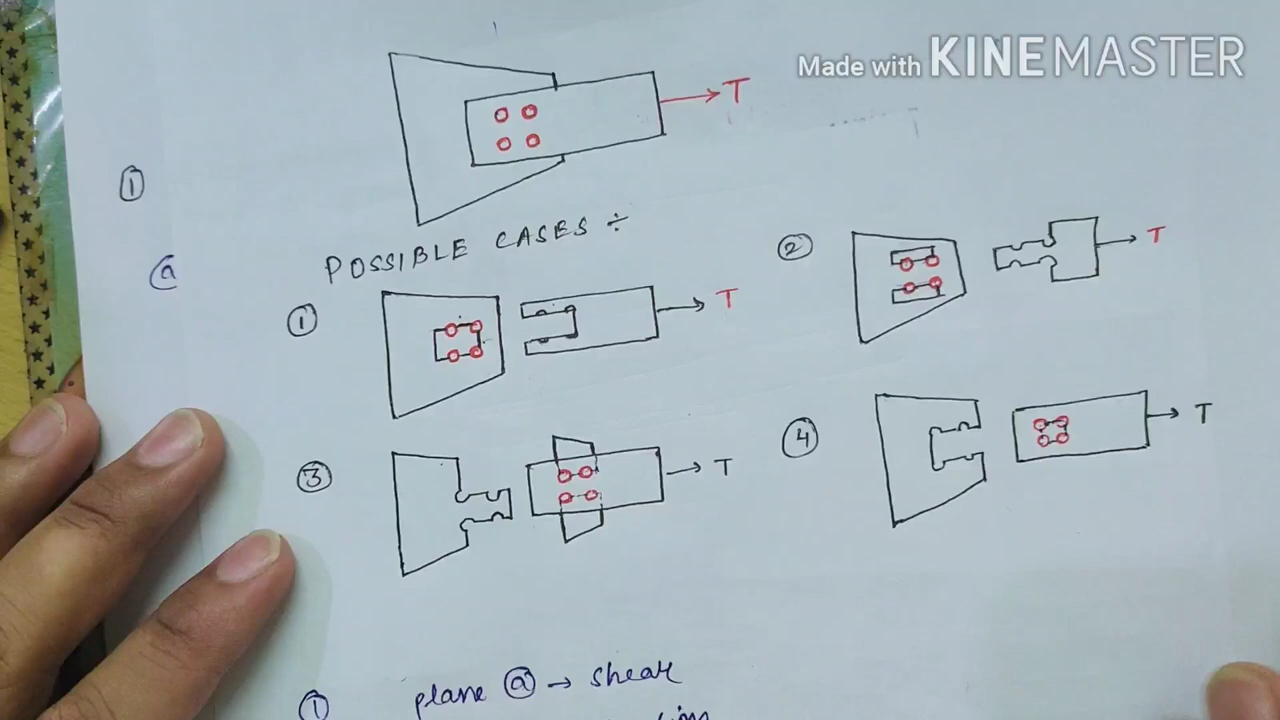 Made with KINEMASTER
T
①
POSSIBLE CASES ÷
ⓐ
① T
② T
③ T
④ T
① plane ⓐ → shear